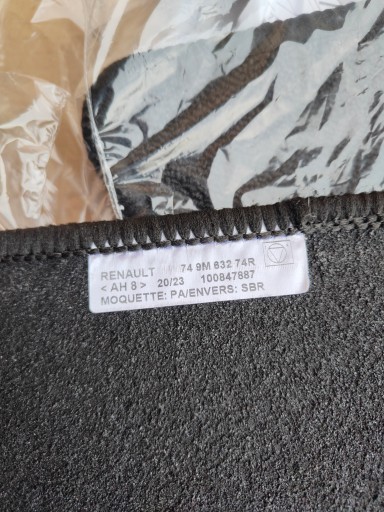 RENAULT 74 9M 632 74R
< AH 8 > 20/23 100847887
MOQUETTE: PA/ENVERS: SBR